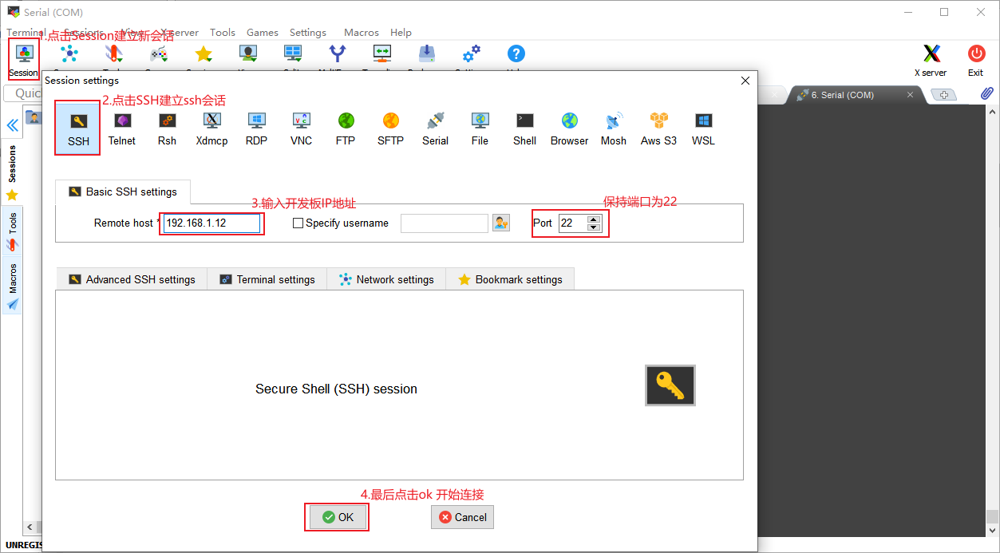 Serial (COM)
Terminal Sessions View X server Tools Games Settings Macros Help
1.点击Session建立新会话
Session
X server
Exit
Quic
Session settings
6. Serial (COM)
2.点击SSH建立ssh会话
SSH Telnet Rsh Xdmcp RDP VNC FTP SFTP Serial File Shell Browser Mosh Aws S3 WSL
Sessions
Tools
Macros
Basic SSH settings
3.输入开发板IP地址
保持端口为22
Remote host * 192.168.1.12
Specify username
Port 22
Advanced SSH settings
Terminal settings
Network settings
Bookmark settings
Secure Shell (SSH) session
4.最后点击ok 开始连接
OK
Cancel
UNREGIS